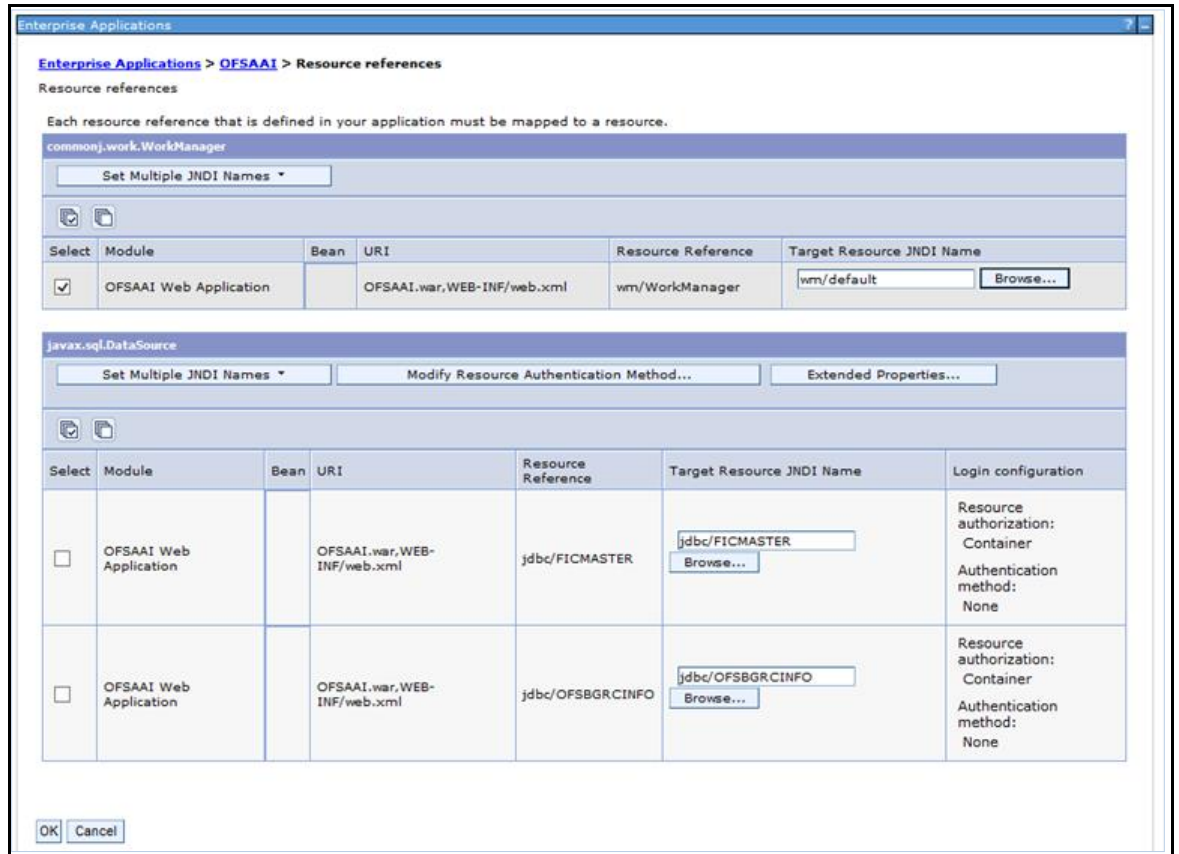 Enterprise Applications ? -
Enterprise Applications > OFSAAI > Resource references
Resource references
Each resource reference that is defined in your application must be mapped to a resource.
commonj.work.WorkManager
Set Multiple JNDI Names
Select Module Bean URI Resource Reference Target Resource JNDI Name
OFSAAI Web Application OFSAAI.war,WEB-INF/web.xml wm/WorkManager wm/default Browse...
javax.sql.DataSource
Set Multiple JNDI Names Modify Resource Authentication Method... Extended Properties...
Select Module Bean URI Resource
Reference Target Resource JNDI Name Login configuration
OFSAAI Web
Application
OFSAAI.war,WEB-
INF/web.xml
jdbc/FICMASTER
jdbc/FICMASTER
Browse...
Resource
authorization:
Container
Authentication
method:
None
OFSAAI Web
Application
OFSAAI.war,WEB-
INF/web.xml
jdbc/OFSBGRCINFO
jdbc/OFSBGRCINFO
Browse...
Resource
authorization:
Container
Authentication
method:
None
OK Cancel